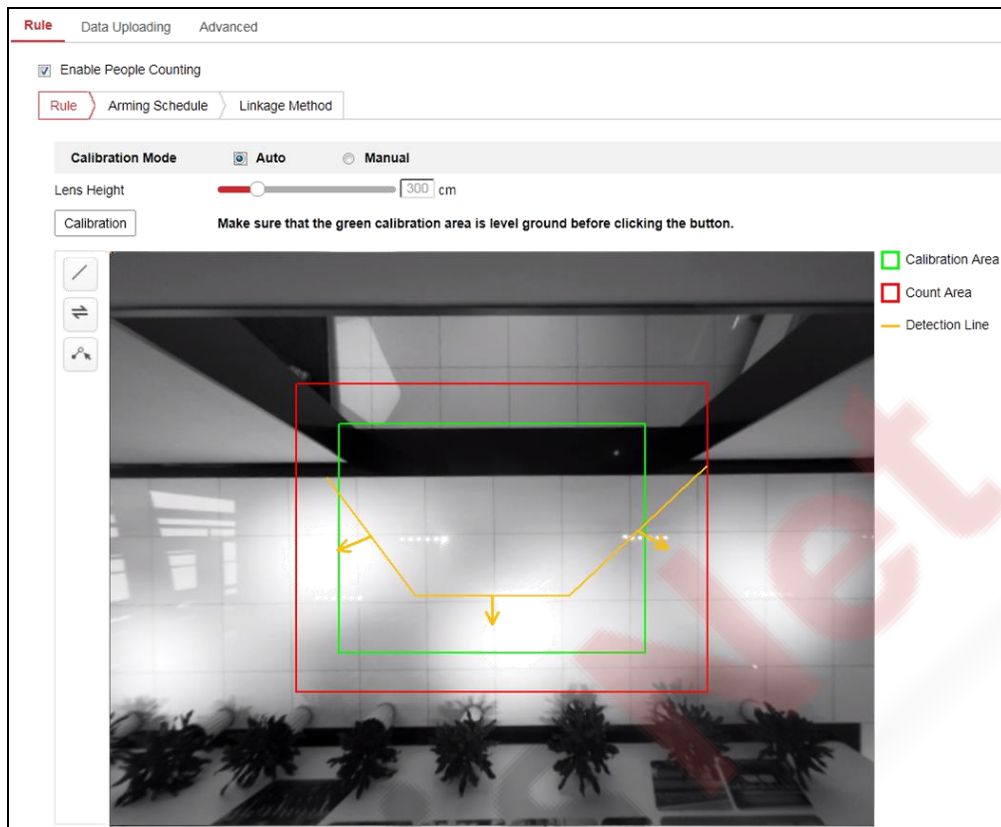 Rule Data Uploading Advanced
Enable People Counting
Rule Arming Schedule Linkage Method
Calibration Mode Auto Manual
Lens Height 300 cm
Calibration Make sure that the green calibration area is level ground before clicking the button.
Calibration Area
Count Area
Detection Line
Net